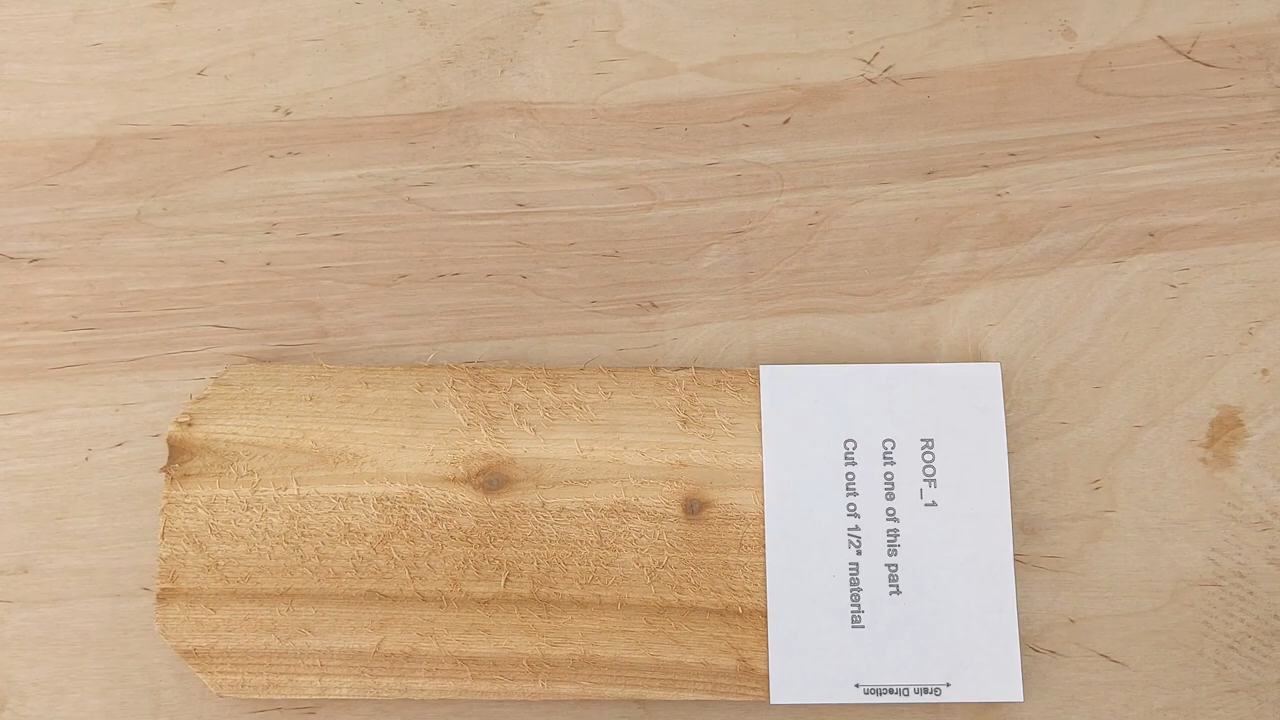 ROOF_1
Cut one of this part
Cut out of 1/2" material
Grain Direction